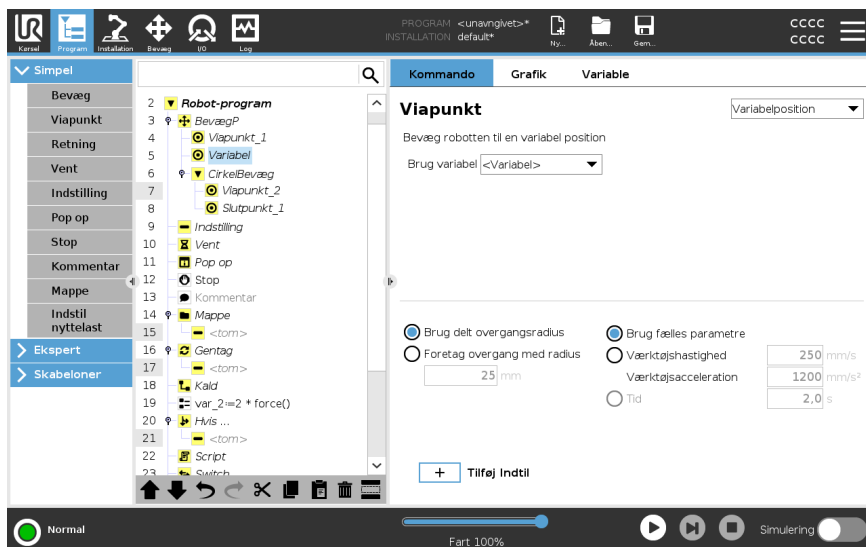 PROGRAM <unavngivet>*
INSTALLATION default*
Kørsel Program Installation Bevæg I/O Log Ny... Åben... Gem...
CCCC
CCCC
Simpel
Bevæg
Viapunkt
Retning
Vent
Indstilling
Pop op
Stop
Kommentar
Mappe
Indstil
nyttelast
Ekspert
Skabeloner
2 Robot-program
3 BevægP
4 Viapunkt_1
5 Variabel
6 CirkelBevæg
7 Viapunkt_2
8 Slutpunkt_1
9 Indstilling
10 Vent
11 Pop op
12 Stop
13 Kommentar
14 Mappe
15 <tom>
16 Gentag
17 <tom>
18 Kald
19 var_2:=2 * force()
20 Hvis ...
21 <tom>
22 Script
23 Switch
Kommando Grafik Variable
Viapunkt Variabelposition
Bevæg robotten til en variabel position
Brug variabel <Variabel>
Brug delt overgangsradius
Foretag overgang med radius
25 mm
Brug fælles parametre
Værktøjshastighed 250 mm/s
Værktøjsacceleration 1200 mm/s²
Tid 2,0 s
+ Tilføj Indtil
Normal
Fart 100%
Simulering